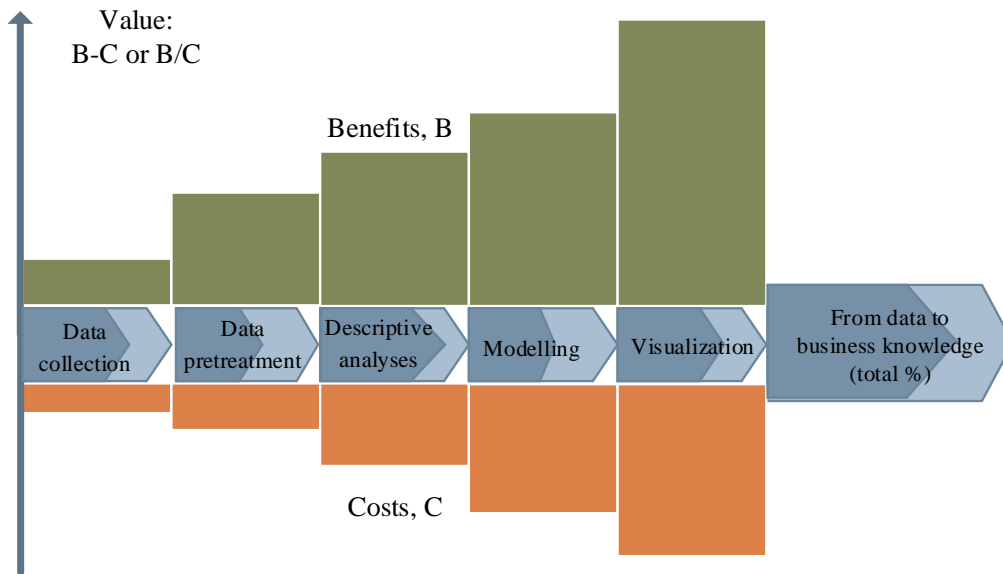 Value:
B-C or B/C
Benefits, B
Data
collection
Data
pretreatment
Descriptive
analyses
Modelling
Visualization
From data to
business knowledge
(total %)
Costs, C